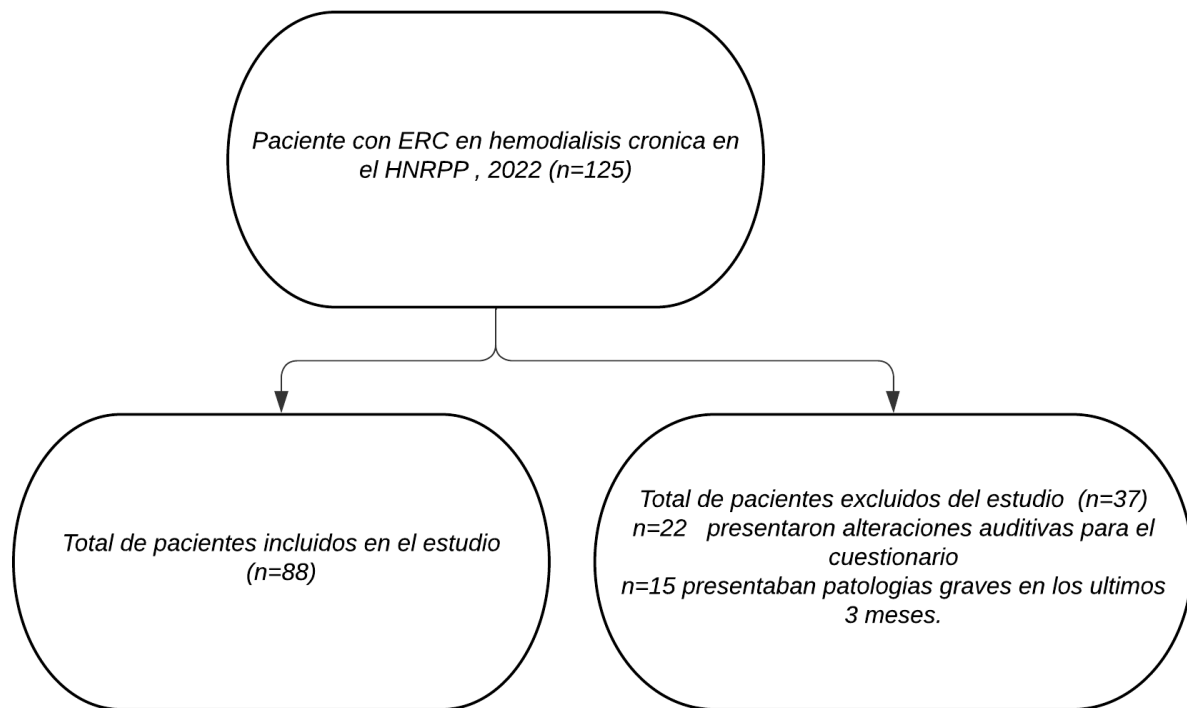 Paciente con ERC en hemodialisis cronica en
el HNRPP , 2022 (n=125)
Total de pacientes incluidos en el estudio
(n=88)
Total de pacientes excluidos del estudio (n=37)
n=22 presentaron alteraciones auditivas para el
cuestionario
n=15 presentaban patologias graves en los ultimos
3 meses.